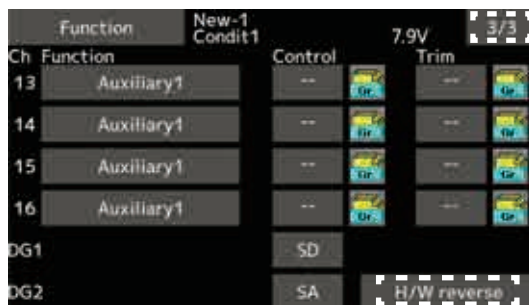 Function New-1 Condit1 7.9V 3/3
Ch Function Control Trim
13 Auxiliary1 -- Gr. -- Gr.
14 Auxiliary1 -- Gr. -- Gr.
15 Auxiliary1 -- Gr. -- Gr.
16 Auxiliary1 -- Gr. -- Gr.
DG1 SD
DG2 SA H/W reverse